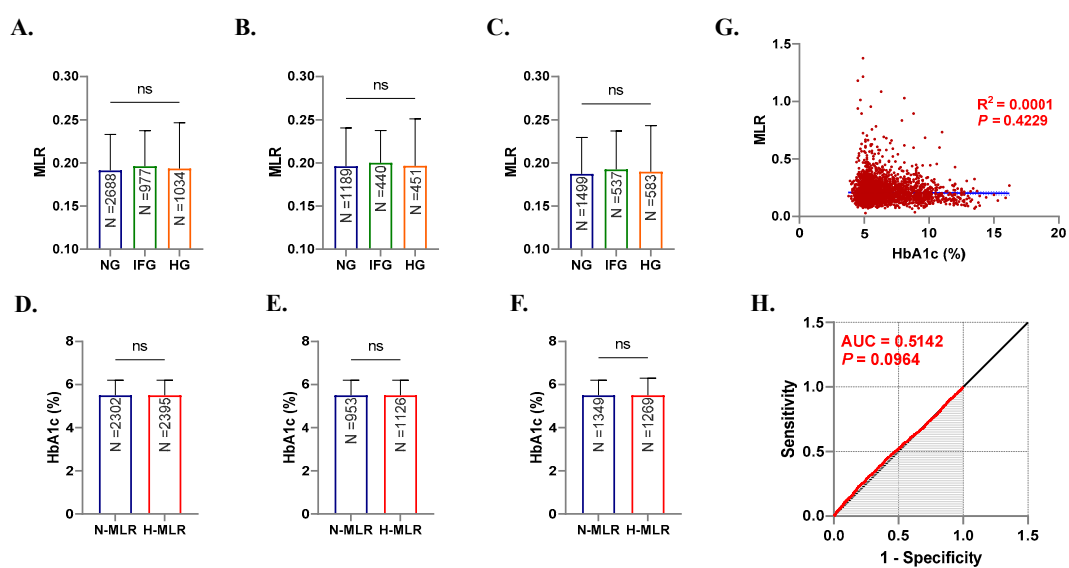 A.
MLR
0.30
0.25
0.20
0.15
0.10
ns
N =2688
N =977
N =1034
NG
IFG
HG
B.
MLR
0.30
0.25
0.20
0.15
0.10
ns
N =1189
N =440
N =451
NG
IFG
HG
C.
MLR
0.30
0.25
0.20
0.15
0.10
ns
N =1499
N =537
N =583
NG
IFG
HG
G.
MLR
1.5
1.0
0.5
0.0
R² = 0.0001
P = 0.4229
0
5
10
15
20
HbA1c (%)
D.
HbA1c (%)
8
6
4
2
0
ns
N =2302
N =2395
N-MLR
H-MLR
E.
HbA1c (%)
8
6
4
2
0
ns
N =953
N =1126
N-MLR
H-MLR
F.
HbA1c (%)
8
6
4
2
0
ns
N =1349
N =1269
N-MLR
H-MLR
H.
Sensitivity
1.5
1.0
0.5
0.0
AUC = 0.5142
P = 0.0964
0.0
0.5
1.0
1.5
1 - Specificity